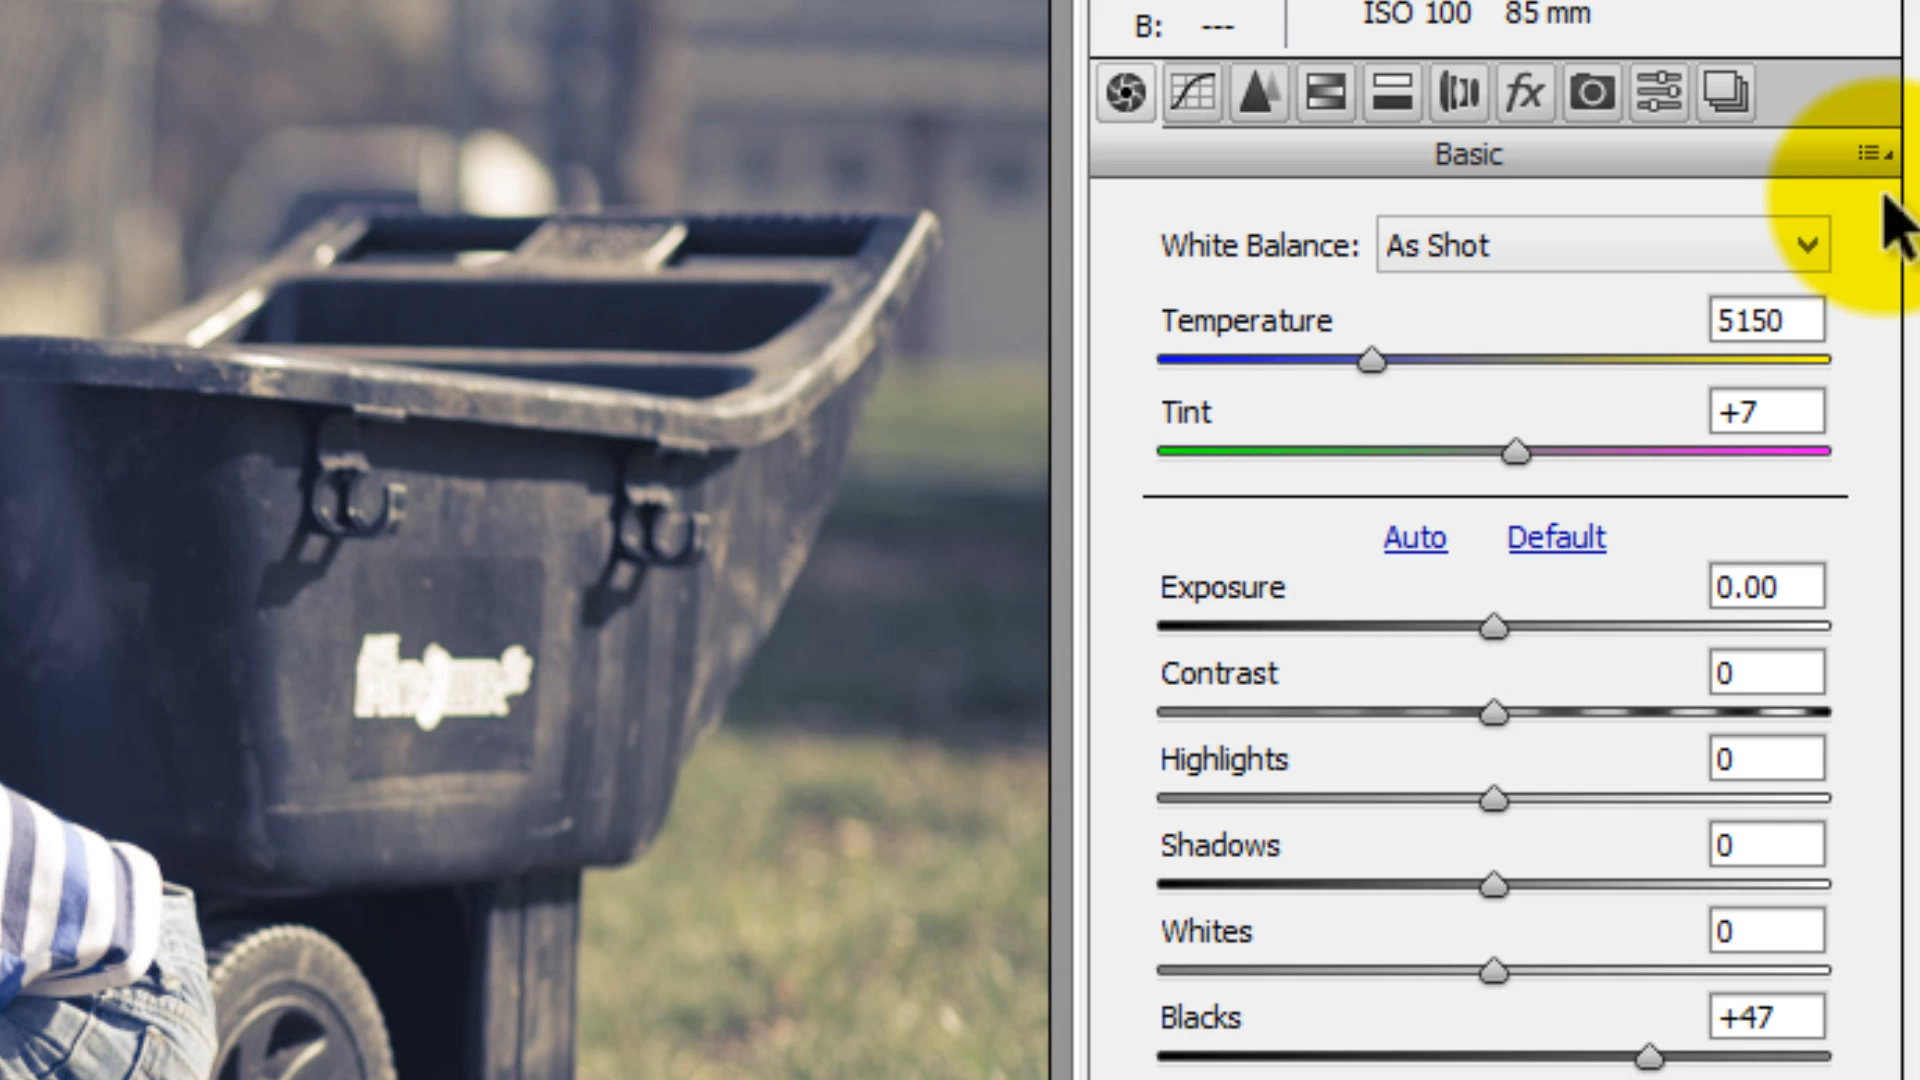 B: ---
ISO 100 85 mm
fx
Basic
White Balance: As Shot
Temperature 5150
Tint +7
Auto Default
Exposure 0.00
Contrast 0
Highlights 0
Shadows 0
Whites 0
Blacks +47